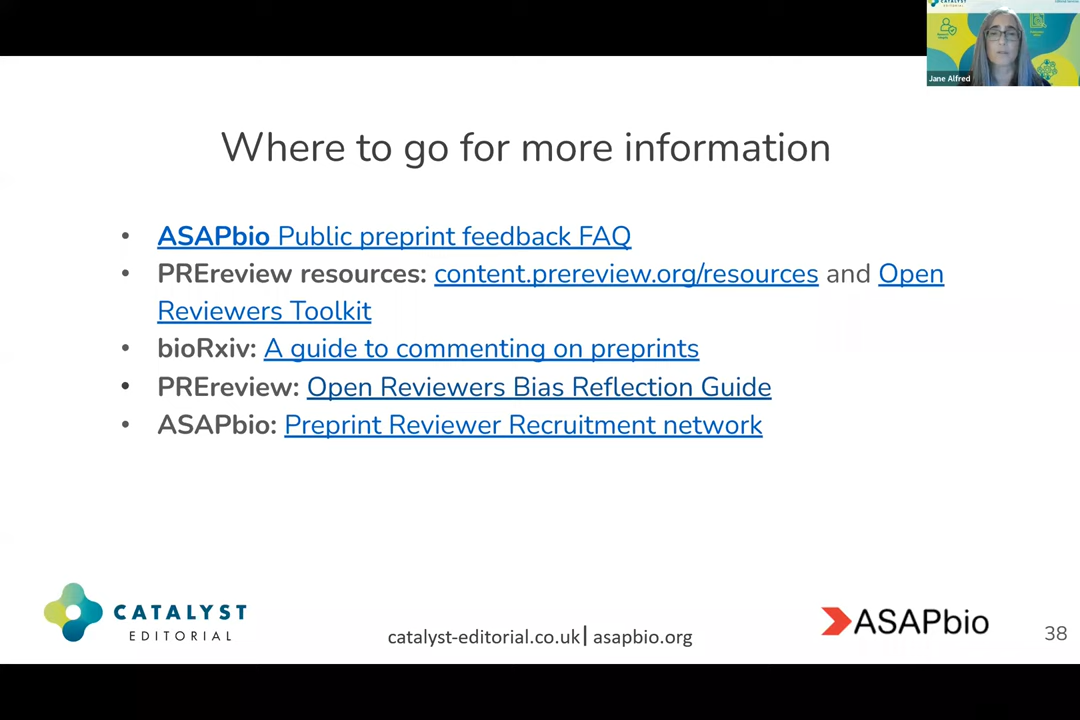 CATALYST
EDITORIAL
Jane Alfred
Where to go for more information
• ASAPbio Public preprint feedback FAQ
• PREreview resources: content.prereview.org/resources and Open
Reviewers Toolkit
• bioRxiv: A guide to commenting on preprints
• PREreview: Open Reviewers Bias Reflection Guide
• ASAPbio: Preprint Reviewer Recruitment network
CATALYST
EDITORIAL
catalyst-editorial.co.uk| asapbio.org
ASAPbio
38